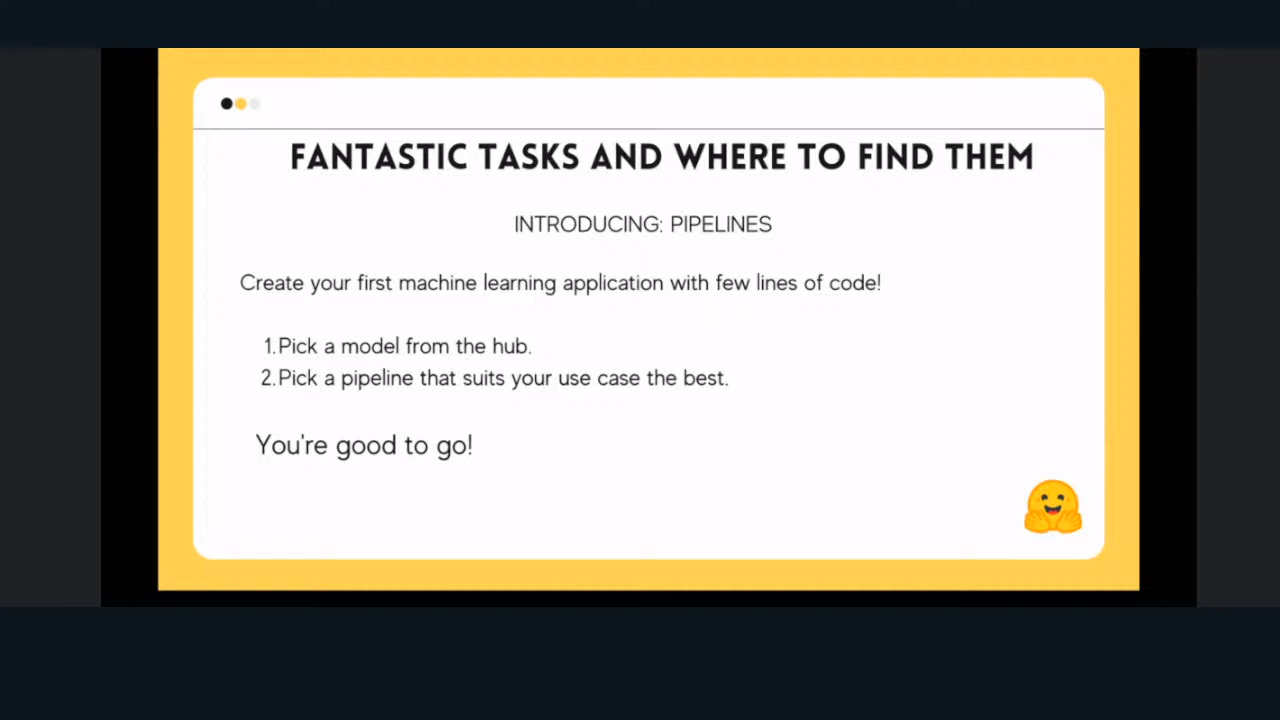 FANTASTIC TASKS AND WHERE TO FIND THEM
INTRODUCING: PIPELINES
Create your first machine learning application with few lines of code!
1.Pick a model from the hub.
2.Pick a pipeline that suits your use case the best.
You're good to go!